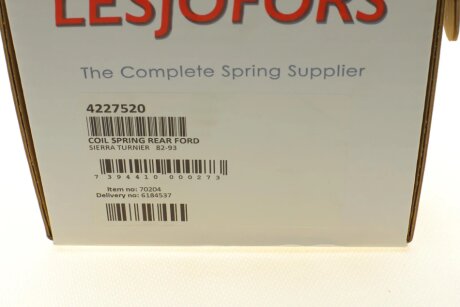 LESJÖFORS
The Complete Spring Supplier
4227520
COIL SPRING REAR FORD
SIERRA TURNIER 82-93
7 394410 000273
Item no: 70204
Delivery no: 6184537